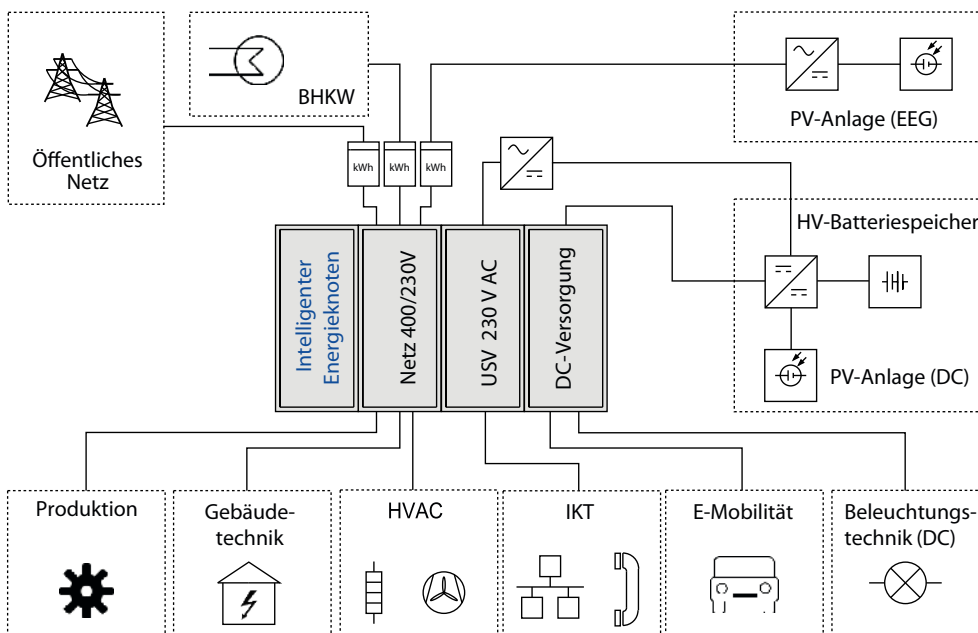 BHKW
Öffentliches
Netz
PV-Anlage (EEG)
kWh
kWh
kWh
HV-Batteriespeicher
PV-Anlage (DC)
Intelligenter
Energieknoten
Netz 400/230V
USV 230 V AC
DC-Versorgung
Produktion
Gebäude-
technik
HVAC
IKT
E-Mobilität
Beleuchtungs-
technik (DC)